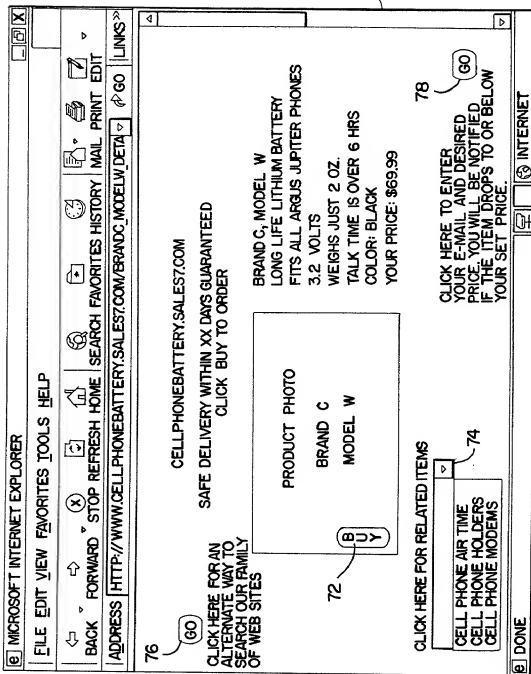 MICROSOFT INTERNET EXPLORER
FILE EDIT VIEW FAVORITES TOOLS HELP
BACK FORWARD STOP REFRESH HOME SEARCH FAVORITES HISTORY MAIL PRINT EDIT
ADDRESS HTTP://WWW.CELLPHONEBATTERY.SALES7.COM/BRANDC_MODELW_DETA GO LINKS»
76
GO
CLICK HERE FOR AN
ALTERNATE WAY TO
SEARCH OUR FAMILY
OF WEB SITES
CELLPHONEBATTERY.SALES7.COM
SAFE DELIVERY WITHIN XX DAYS GUARANTEED
CLICK BUY TO ORDER
72
BUY
PRODUCT PHOTO
BRAND C
MODEL W
BRAND C, MODEL W
LONG LIFE LITHIUM BATTERY
FITS ALL ARGUS JUPITER PHONES
3.2 VOLTS
WEIGHS JUST 2 OZ.
TALK TIME IS OVER 6 HRS
COLOR: BLACK
YOUR PRICE: $69.99
CLICK HERE FOR RELATED ITEMS
74
CELL PHONE AIR TIME
CELL PHONE HOLDERS
CELL PHONE MODEMS
CLICK HERE TO ENTER
YOUR E-MAIL AND DESIRED
PRICE. YOU WILL BE NOTIFIED
IF THE ITEM DROPS TO OR BELOW
YOUR SET PRICE.
78
GO
DONE
INTERNET